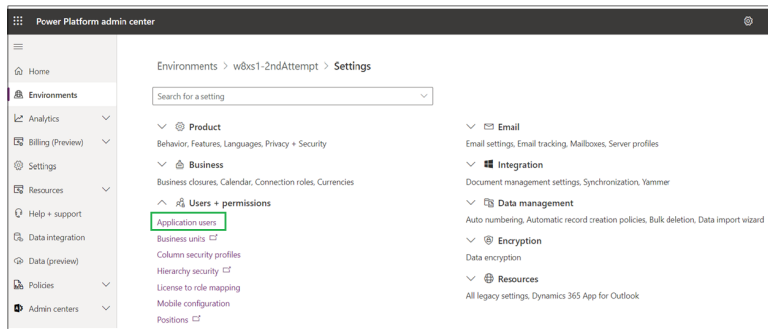 Power Platform admin center
Home
Environments
Analytics
Billing (Preview)
Settings
Resources
Help + support
Data integration
Data (preview)
Policies
Admin centers
Environments > w8xs1-2ndAttempt > Settings
Search for a setting
Product
Behavior, Features, Languages, Privacy + Security
Business
Business closures, Calendar, Connection roles, Currencies
Users + permissions
Application users
Business units
Column security profiles
Hierarchy security
License to role mapping
Mobile configuration
Positions
Email
Email settings, Email tracking, Mailboxes, Server profiles
Integration
Document management settings, Synchronization, Yammer
Data management
Auto numbering, Automatic record creation policies, Bulk deletion, Data import wizard
Encryption
Data encryption
Resources
All legacy settings, Dynamics 365 App for Outlook